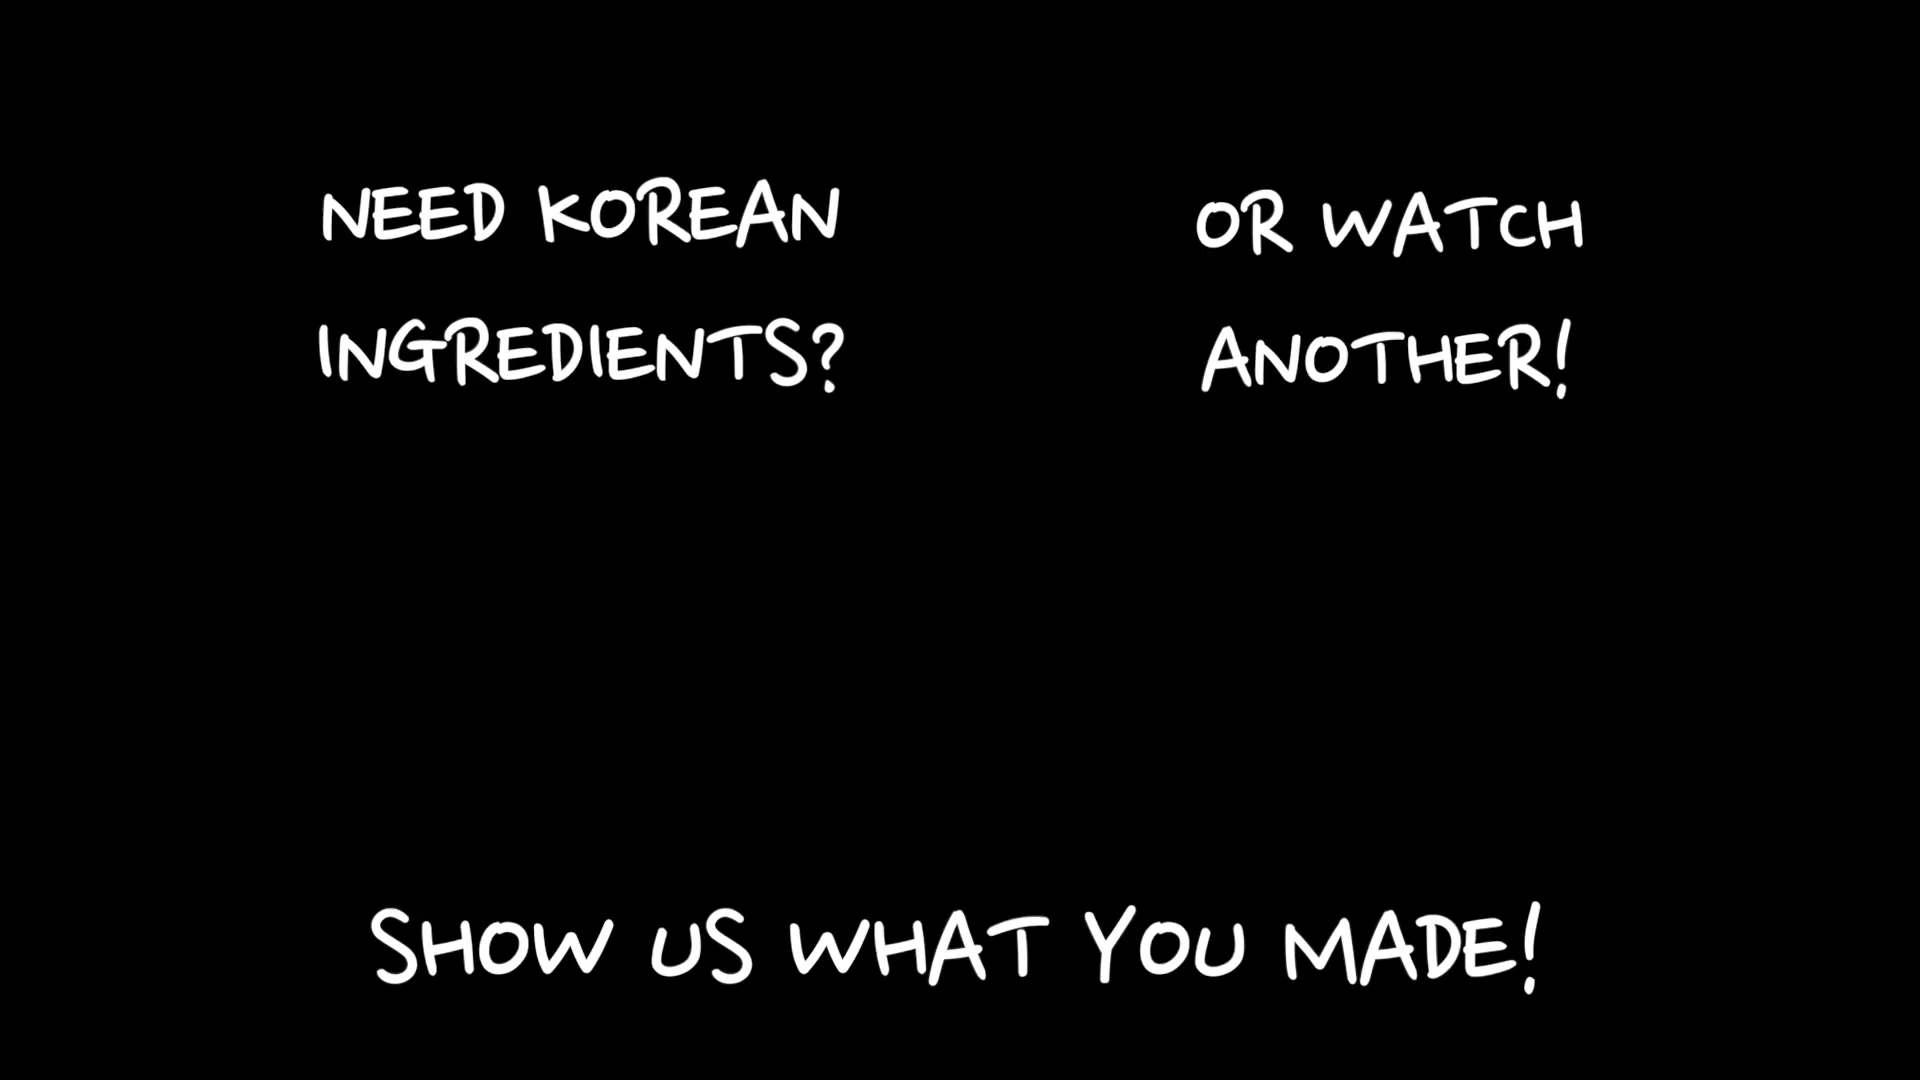 NEED KOREAN
INGREDIENTS?
OR WATCH
ANOTHER!
SHOW US WHAT YOU MADE!